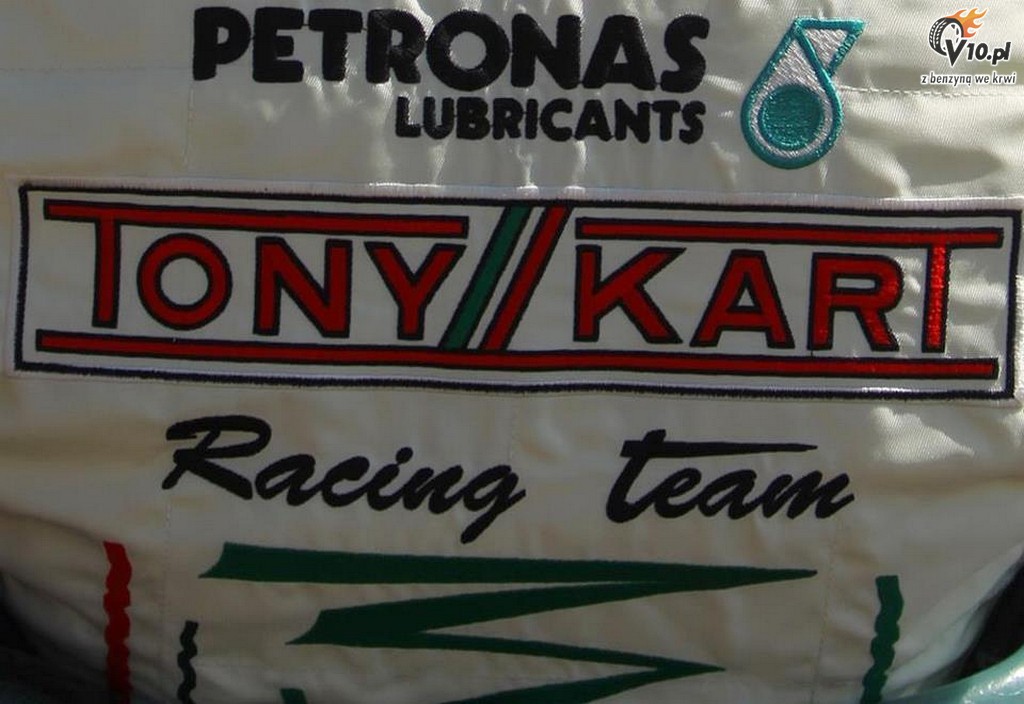 PETRONAS
LUBRICANTS
V10.pl
z benzyną we krwi
TONY KART
Racing team